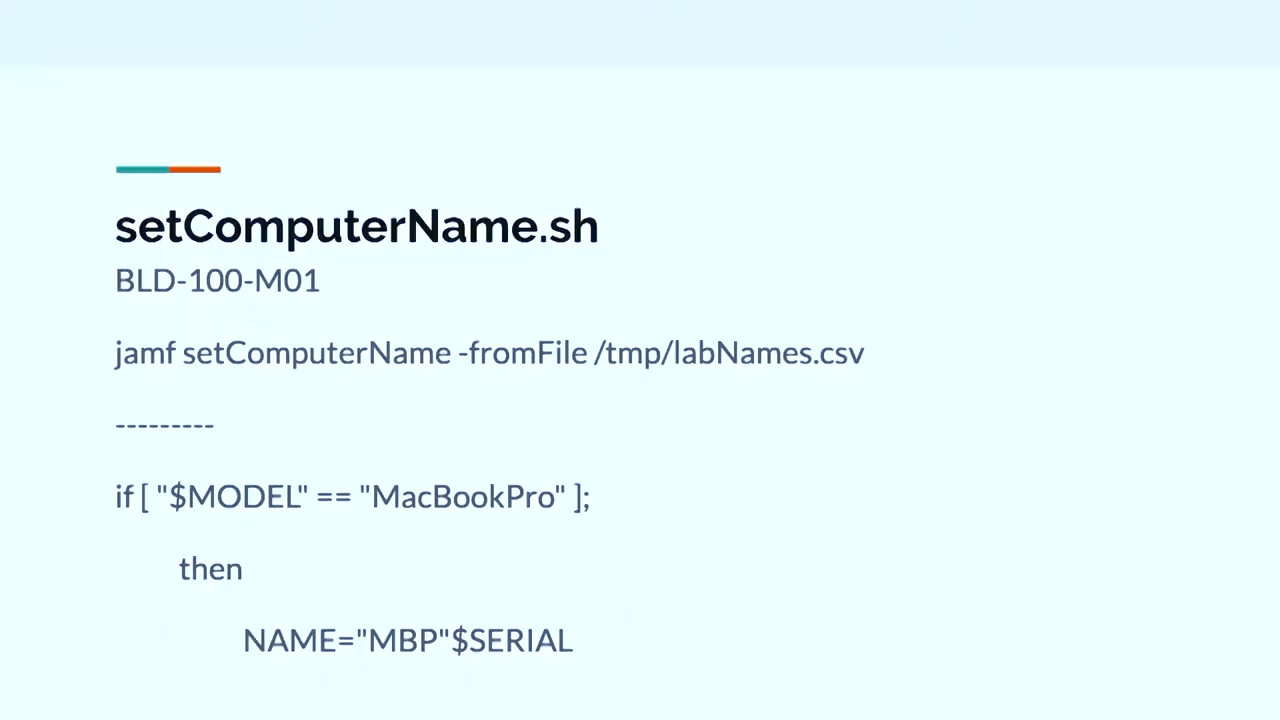 setComputerName.sh
BLD-100-M01
jamf setComputerName -fromFile /tmp/labNames.csv
---------
if [ "$MODEL" == "MacBookPro" ];
then
NAME="MBP"$SERIAL